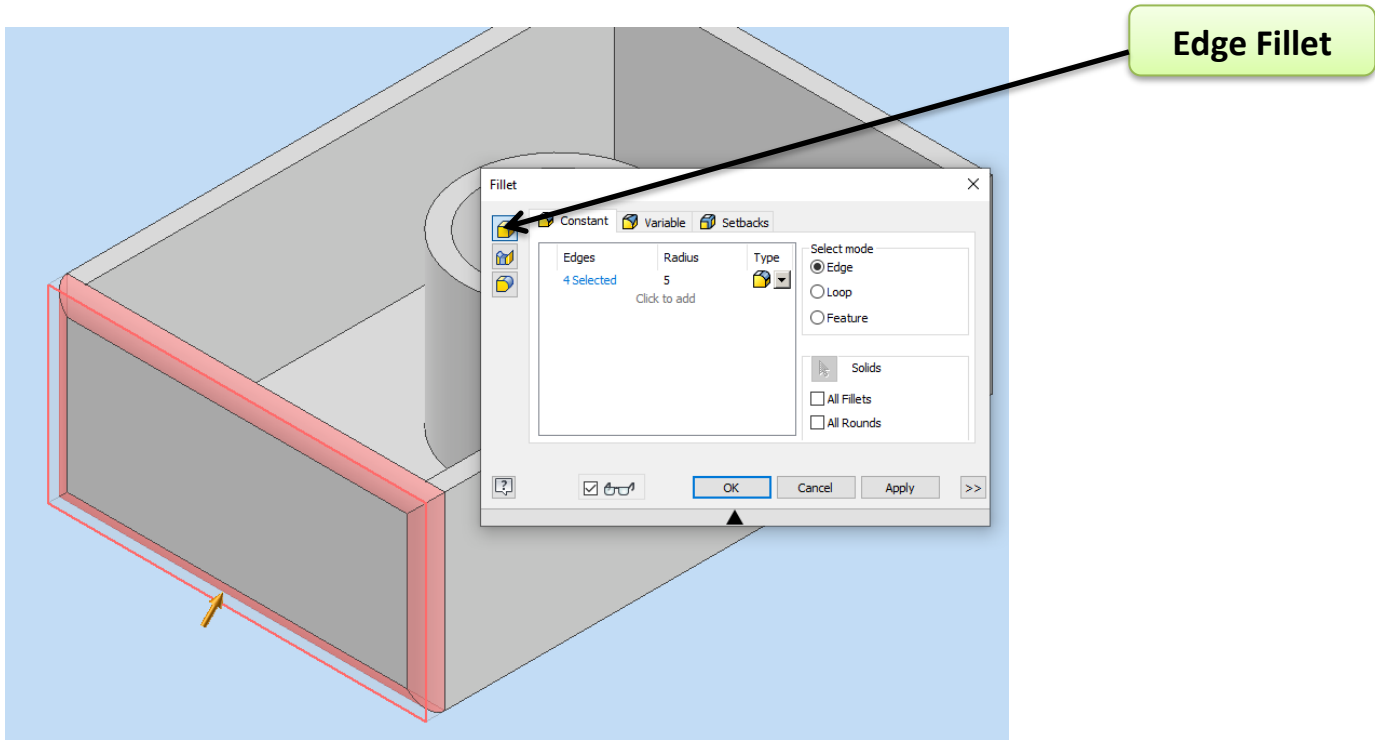 Edge Fillet
Fillet
Constant Variable Setbacks
Edges Radius Type
4 Selected 5
Click to add
Select mode
Edge
Loop
Feature
Solids
All Fillets
All Rounds
? OK Cancel Apply >>